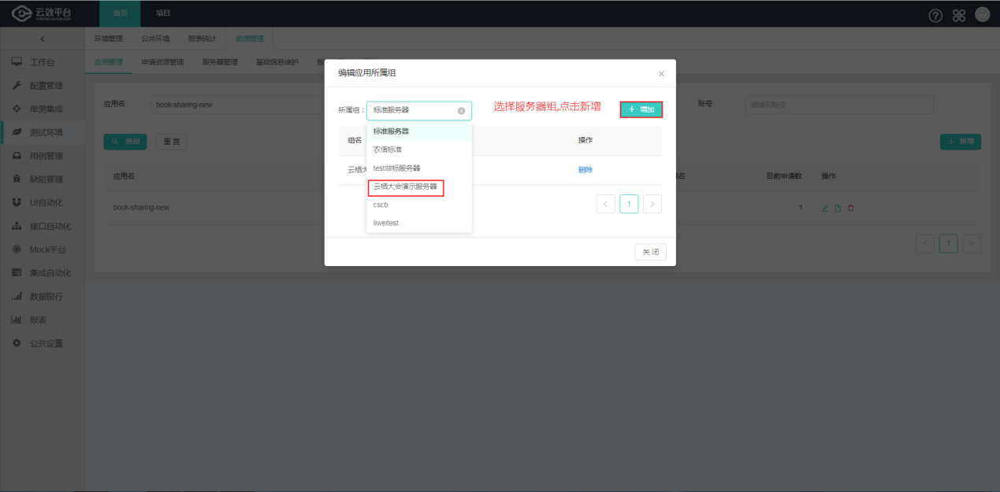 云效平台
首页
项目
环境管理
公共环境
报表统计
资源管理
工作台
配置管理
单测集成
测试环境
用例管理
缺陷管理
UI自动化
接口自动化
Mock平台
集成自动化
数据银行
报表
公共设置
应用管理
申请资源管理
服务器管理
基础信息维护
应用名:
book-sharing-new
账号:
请填写账号
查询
重置
新增
应用名
目前申请数
操作
book-sharing-new
1
1
编辑应用所属组
所属组:
标准服务器
选择服务器组,点击新增
+ 增加
标准服务器
农信标准
test非标服务器
云栖大会演示服务器
cscb
liweitest
组名
操作
云栖大
删除
1
关闭